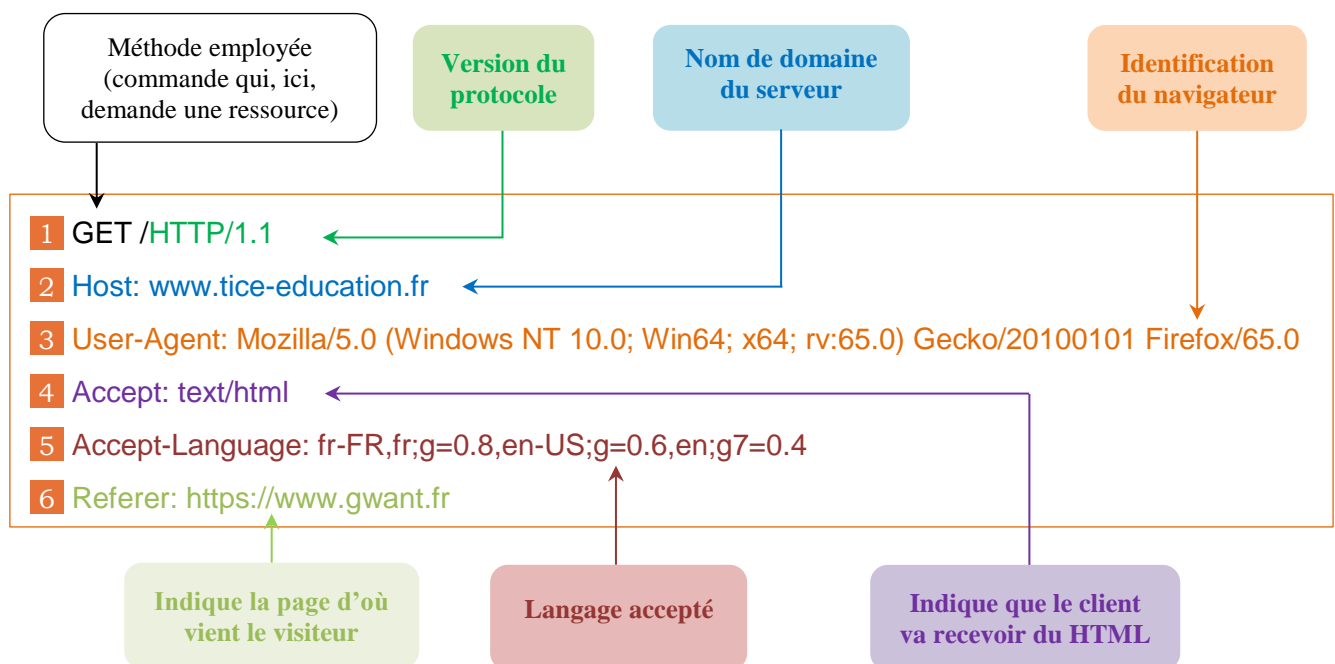 Méthode employée
(commande qui, ici,
demande une ressource)
Version du
protocole
Nom de domaine
du serveur
Identification
du navigateur
1 GET /HTTP/1.1
2 Host: www.tice-education.fr
3 User-Agent: Mozilla/5.0 (Windows NT 10.0; Win64; x64; rv:65.0) Gecko/20100101 Firefox/65.0
4 Accept: text/html
5 Accept-Language: fr-FR,fr;g=0.8,en-US;g=0.6,en;g7=0.4
6 Referer: https://www.gwant.fr
Indique la page d’où
vient le visiteur
Langage accepté
Indique que le client
va recevoir du HTML